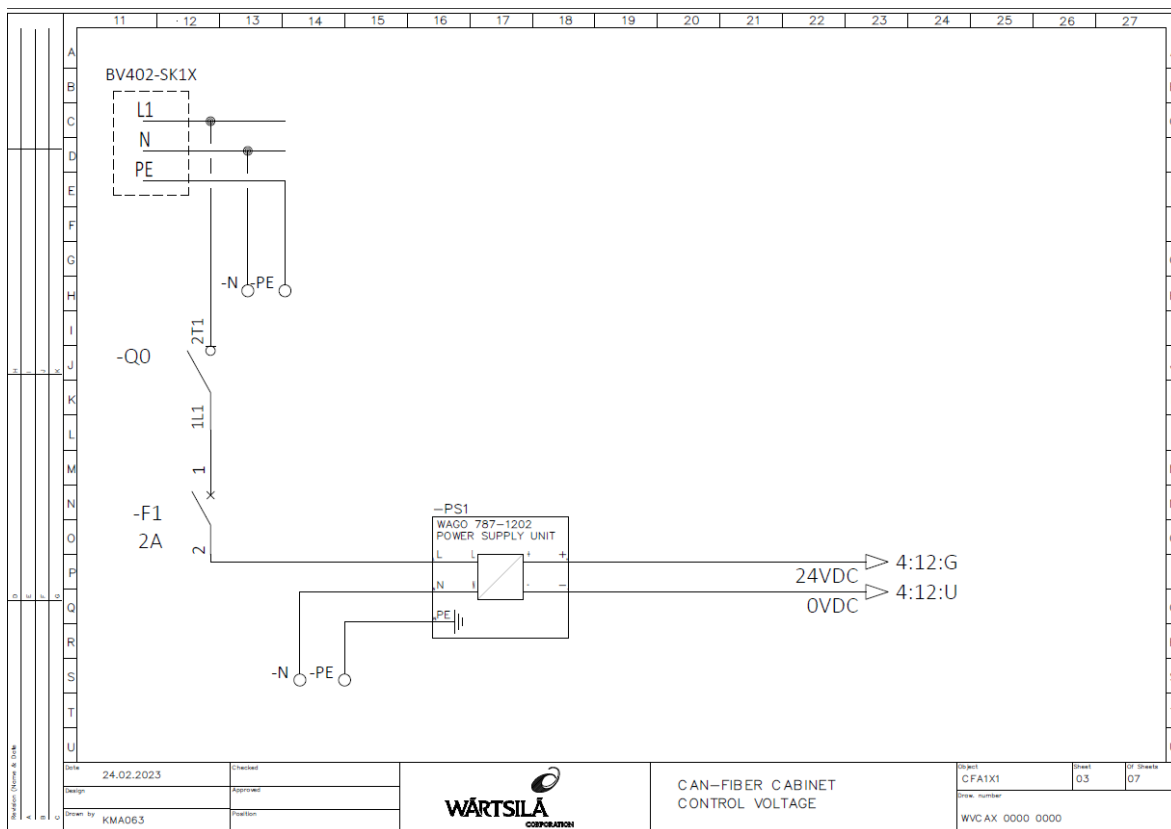 11 12 13 14 15 16 17 18 19 20 21 22 23 24 25 26 27
A
B
C
D
E
F
G
H
I
J
K
L
M
N
O
P
Q
R
S
T
U
BV402-SK1X
L1
N
PE
-N -PE
2T1
-Q0
1L1
1
-F1
2A
2
-PS1
WAGO 787-1202
POWER SUPPLY UNIT
L L + +
N - -
PE
24VDC 4:12:G
0VDC 4:12:U
-N -PE
H I J K
D E F G
Revision (Name & Date
A B C
Date 24.02.2023
Design
Drawn by KMA063
Checked
Approved
Position
WÄRTSILÄ
CORPORATION
CAN-FIBER CABINET
CONTROL VOLTAGE
Object CFA1X1
Sheet 03
Of Sheets 07
Draw. number
WVCAX 0000 0000